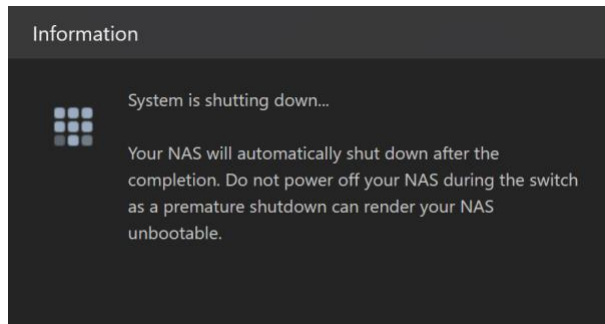 Information
System is shutting down...
Your NAS will automatically shut down after the
completion. Do not power off your NAS during the switch
as a premature shutdown can render your NAS
unbootable.